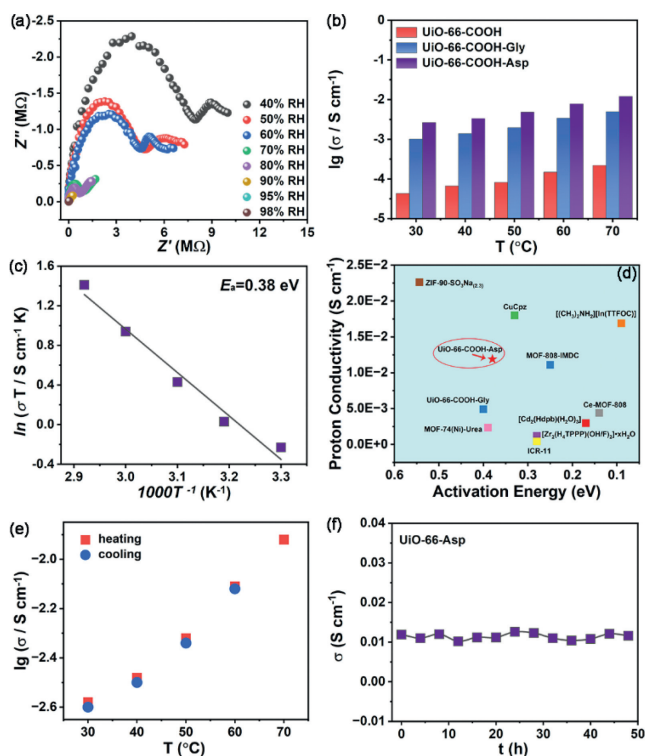 (a)
Z'' (MΩ)
-2.5
-2.0
-1.5
-1.0
-0.5
0.0
40% RH
50% RH
60% RH
70% RH
80% RH
90% RH
95% RH
98% RH
0 3 6 9 12 15
Z' (MΩ)
(b)
lg (σ / S cm⁻¹)
0
-1
-2
-3
-4
-5
UiO-66-COOH
UiO-66-COOH-Gly
UiO-66-COOH-Asp
30 40 50 60 70
T (°C)
(c)
ln (σ T / S cm⁻¹ K)
1.6
1.2
0.8
0.4
0.0
-0.4
Eₐ=0.38 eV
2.9 3.0 3.1 3.2 3.3
1000T ⁻¹ (K⁻¹)
(d)
Proton Conductivity (S cm⁻¹)
2.5E-2
2.0E-2
1.5E-2
1.0E-2
5.0E-3
0.0E+0
ZIF-90-SO₃Na₍₂.₃₎
CuCpz
[(CH₃)₂NH₂][In(TTFOC)]
UiO-66-COOH-Asp
MOF-808-IMDC
UiO-66-COOH-Gly
Ce-MOF-808
MOF-74(Ni)-Urea
ICR-11
0.6 0.5 0.4 0.3 0.2 0.1
Activation Energy (eV)
(e)
lg (σ / S cm⁻¹)
−2.0
−2.2
−2.4
−2.6
heating
cooling
30 40 50 60 70
T (°C)
(f)
σ (S cm⁻¹)
0.04
0.03
0.02
0.01
0.00
−0.01
UiO-66-Asp
0 10 20 30 40 50
t (h)